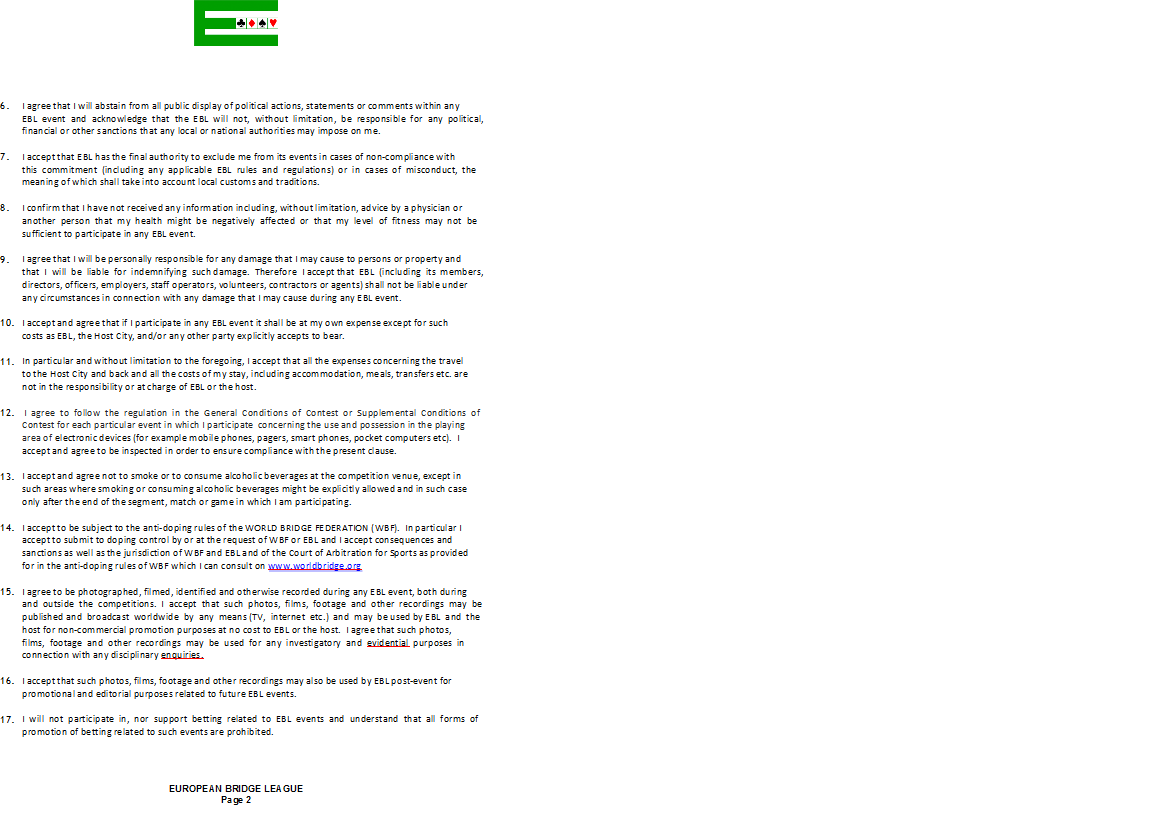 6. I agree that I will abstain from all public display of political actions, statements or comments within any
EBL event and acknowledge that the EBL will not, without limitation, be responsible for any political,
financial or other sanctions that any local or national authorities may impose on me.
7. I accept that EBL has the final authority to exclude me from its events in cases of non-compliance with
this commitment (including any applicable EBL rules and regulations) or in cases of misconduct, the
meaning of which shall take into account local customs and traditions.
8. I confirm that I have not received any information including, without limitation, advice by a physician or
another person that my health might be negatively affected or that my level of fitness may not be
sufficient to participate in any EBL event.
9. I agree that I will be personally responsible for any damage that I may cause to persons or property and
that I will be liable for indemnifying such damage. Therefore I accept that EBL (including its members,
directors, officers, employers, staff operators, volunteers, contractors or agents) shall not be liable under
any circumstances in connection with any damage that I may cause during any EBL event.
10. I accept and agree that if I participate in any EBL event it shall be at my own expense except for such
costs as EBL, the Host City, and/or any other party explicitly accepts to bear.
11. In particular and without limitation to the foregoing, I accept that all the expenses concerning the travel
to the Host City and back and all the costs of my stay, including accommodation, meals, transfers etc. are
not in the responsibility or at charge of EBL or the host.
12. I agree to follow the regulation in the General Conditions of Contest or Supplemental Conditions of
Contest for each particular event in which I participate concerning the use and possession in the playing
area of electronic devices (for example mobile phones, pagers, smart phones, pocket computers etc). I
accept and agree to be inspected in order to ensure compliance with the present clause.
13. I accept and agree not to smoke or to consume alcoholic beverages at the competition venue, except in
such areas where smoking or consuming alcoholic beverages might be explicitly allowed and in such case
only after the end of the segment, match or game in which I am participating.
14. I accept to be subject to the anti-doping rules of the WORLD BRIDGE FEDERATION (WBF). In particular I
accept to submit to doping control by or at the request of WBF or EBL and I accept consequences and
sanctions as well as the jurisdiction of WBF and EBL and of the Court of Arbitration for Sports as provided
for in the anti-doping rules of WBF which I can consult on www.worldbridge.org
15. I agree to be photographed, filmed, identified and otherwise recorded during any EBL event, both during
and outside the competitions. I accept that such photos, films, footage and other recordings may be
published and broadcast worldwide by any means (TV, internet etc.) and may be used by EBL and the
host for non-commercial promotion purposes at no cost to EBL or the host. I agree that such photos,
films, footage and other recordings may be used for any investigatory and evidential purposes in
connection with any disciplinary enquiries.
16. I accept that such photos, films, footage and other recordings may also be used by EBL post-event for
promotional and editorial purposes related to future EBL events.
17. I will not participate in, nor support betting related to EBL events and understand that all forms of
promotion of betting related to such events are prohibited.
EUROPEAN BRIDGE LEAGUE
Page 2